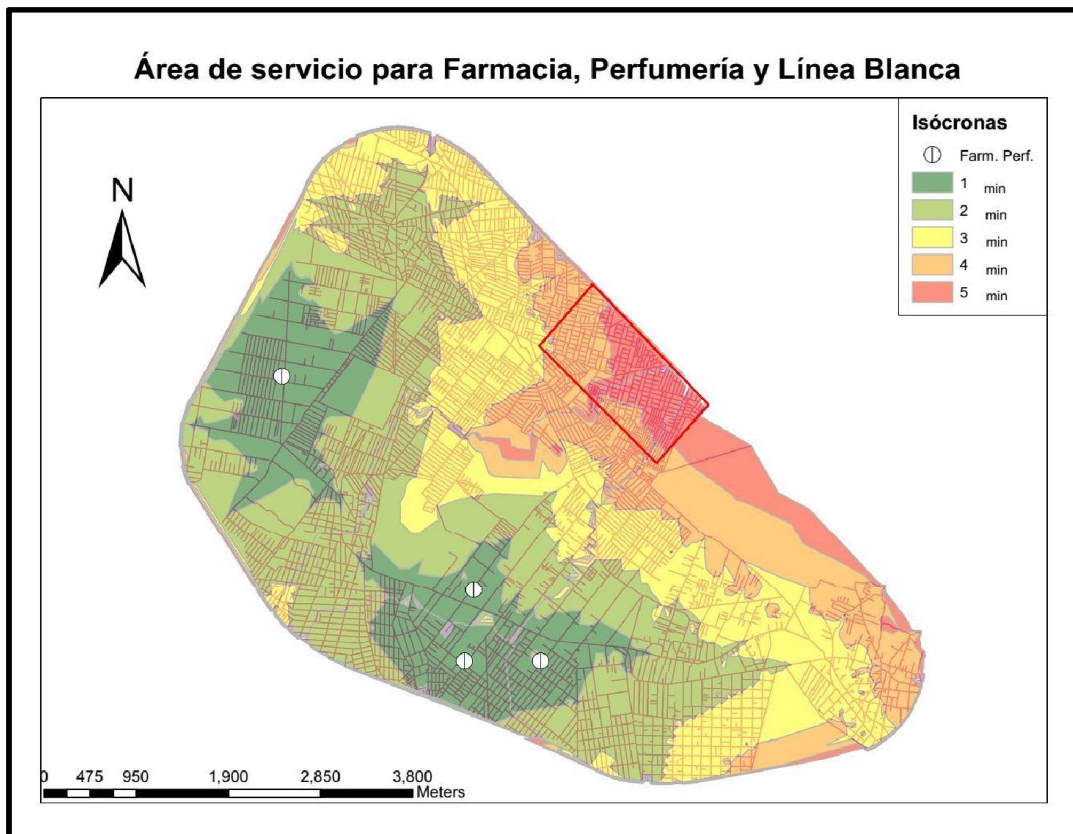 Área de servicio para Farmacia, Perfumería y Línea Blanca
Isócronas
Farm. Perf.
1 min
2 min
3 min
4 min
5 min
N
0 475 950 1,900 2,850 3,800
Meters